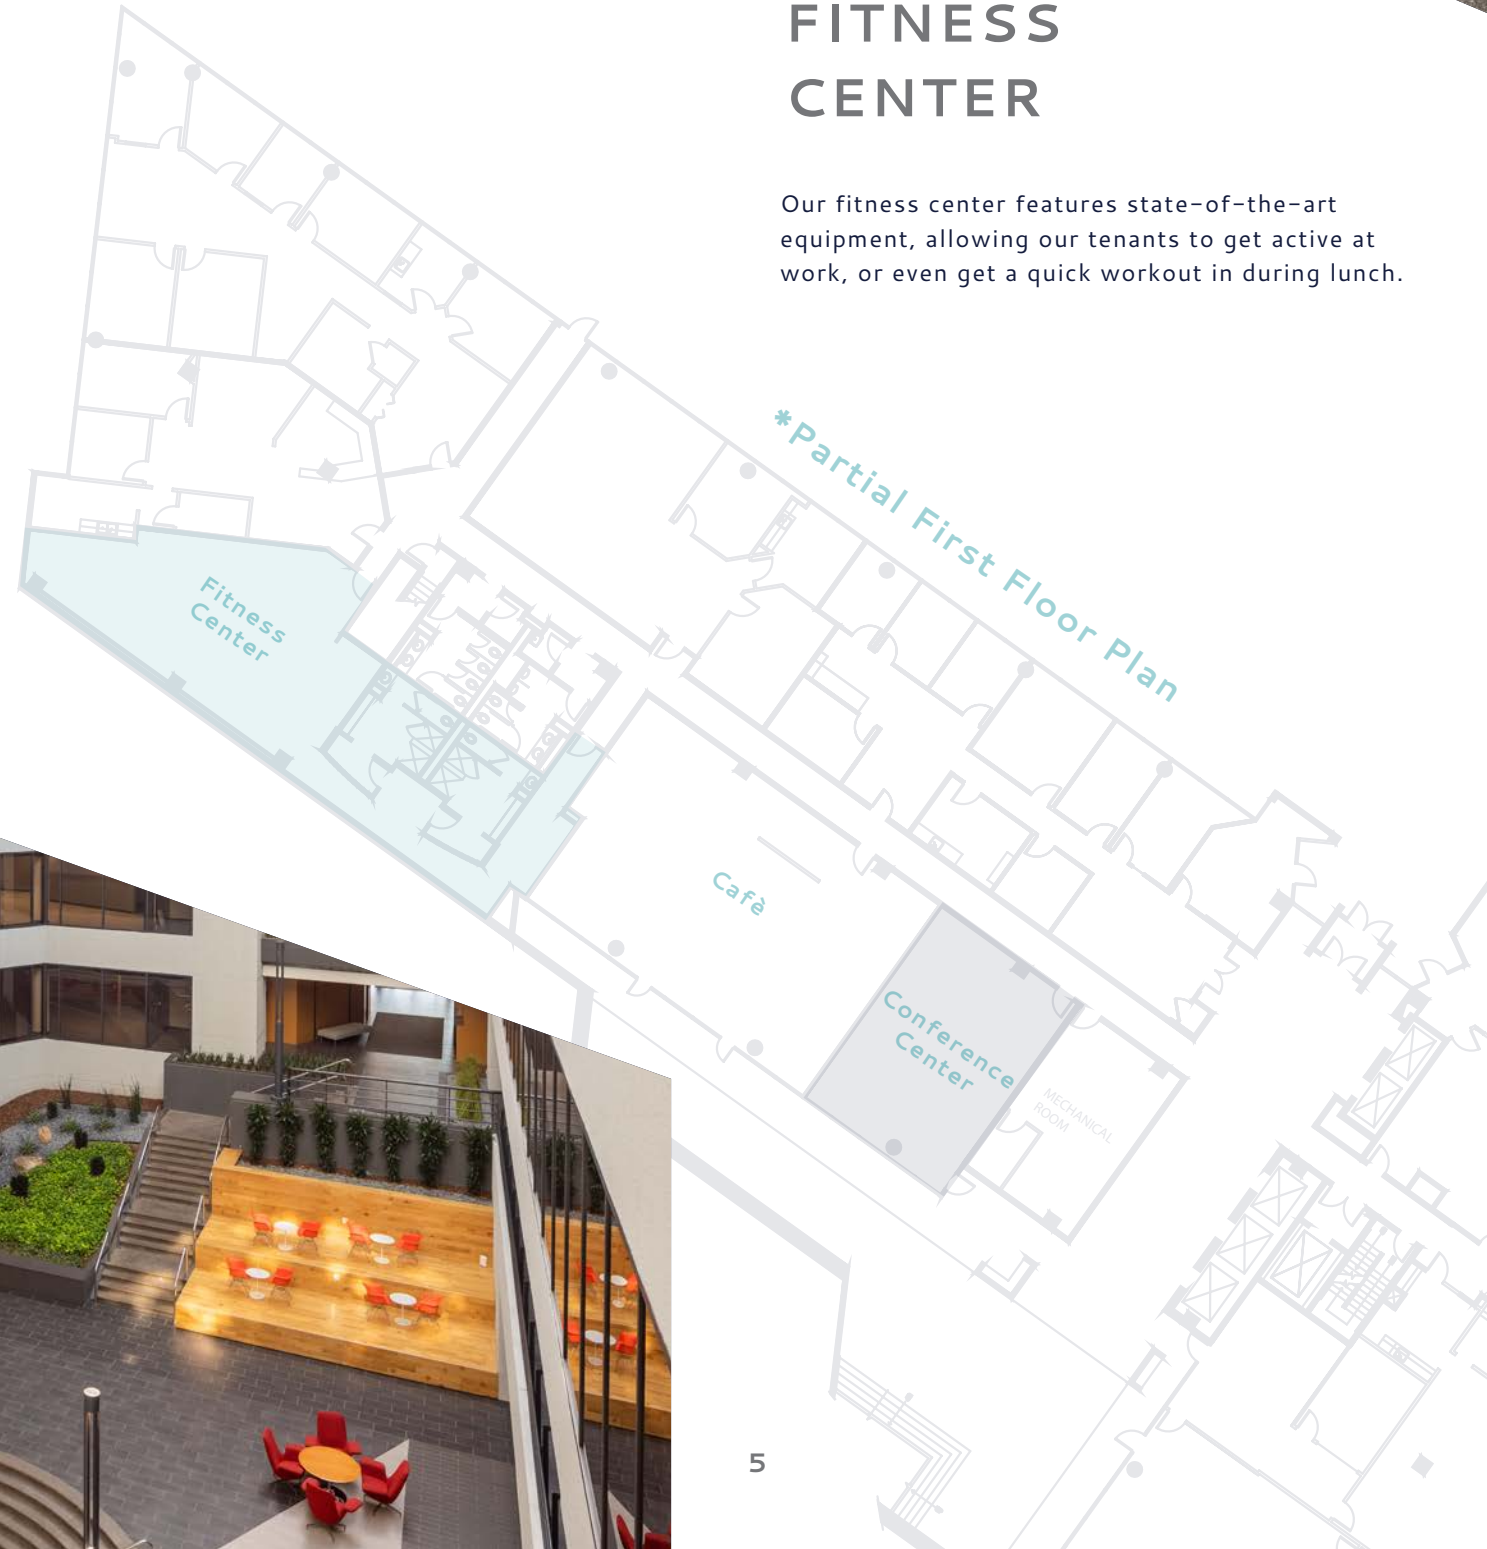 FITNESS
CENTER
Our fitness center features state-of-the-art
equipment, allowing our tenants to get active at
work, or even get a quick workout in during lunch.
*Partial First Floor Plan
Fitness
Center
Cafè
Conference
Center
MECHANICAL
ROOM
5